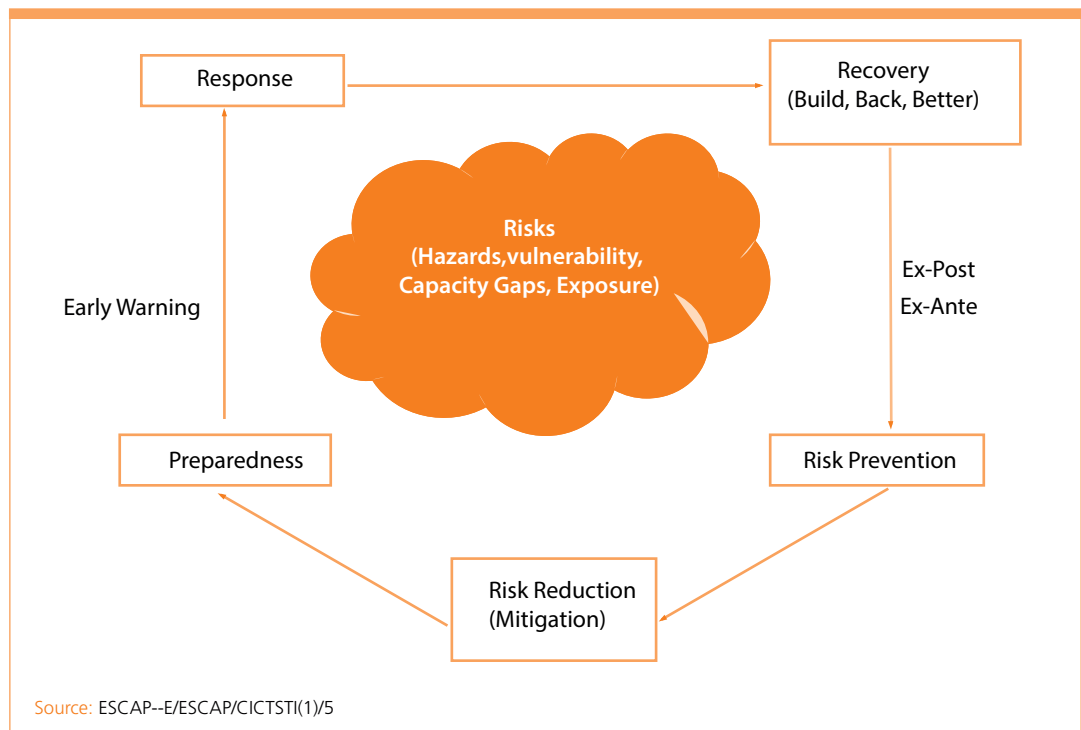 Response
Recovery
(Build, Back, Better)
Risks
(Hazards,vulnerability,
Capacity Gaps, Exposure)
Early Warning
Ex-Post
Ex-Ante
Preparedness
Risk Prevention
Risk Reduction
(Mitigation)
Source: ESCAP--E/ESCAP/CICTSTI(1)/5